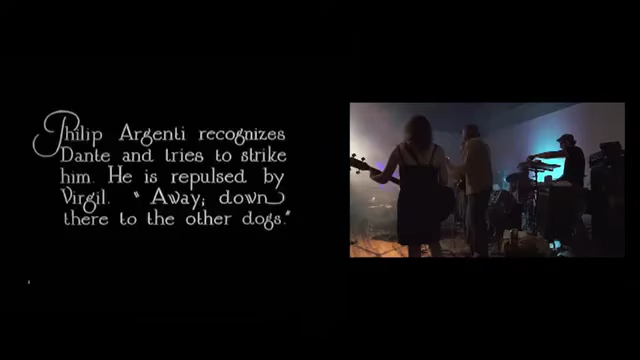 Philip Argenti recognizes
Dante and tries to strike
him. He is repulsed by
Virgil. "Away; down
there to the other dogs."